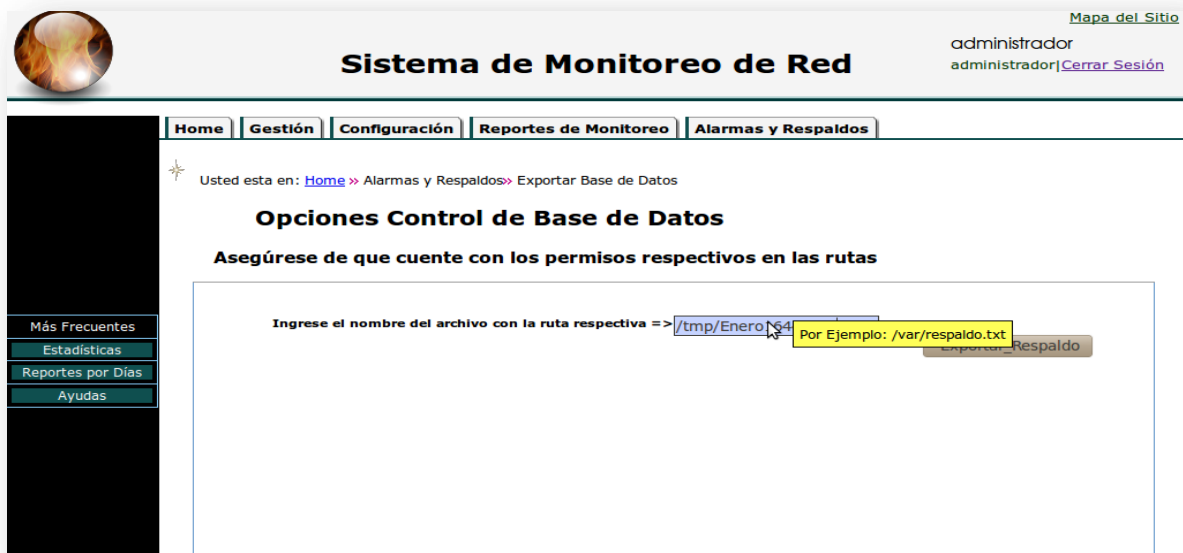 Mapa del Sitio
Sistema de Monitoreo de Red
administrador
administrador|Cerrar Sesión
Home Gestión Configuración Reportes de Monitoreo Alarmas y Respaldos
Usted esta en: Home » Alarmas y Respaldos» Exportar Base de Datos
Opciones Control de Base de Datos
Asegúrese de que cuente con los permisos respectivos en las rutas
Más Frecuentes
Estadísticas
Reportes por Días
Ayudas
Ingrese el nombre del archivo con la ruta respectiva =>
Por Ejemplo: /var/respaldo.txt
Exportar_Respaldo